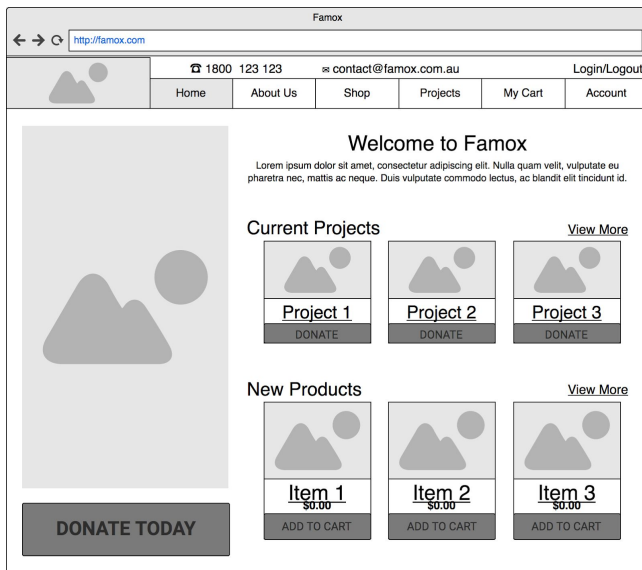 Famox
http://famox.com
☎ 1800 123 123 ✉ contact@famox.com.au Login/Logout
Home About Us Shop Projects My Cart Account
Welcome to Famox
Lorem ipsum dolor sit amet, consectetur adipiscing elit. Nulla quam velit, vulputate eu
pharetra nec, mattis ac neque. Duis vulputate commodo lectus, ac blandit elit tincidunt id.
Current Projects View More
Project 1 Project 2 Project 3
DONATE DONATE DONATE
New Products View More
Item 1 Item 2 Item 3
$0.00 $0.00 $0.00
ADD TO CART ADD TO CART ADD TO CART
DONATE TODAY